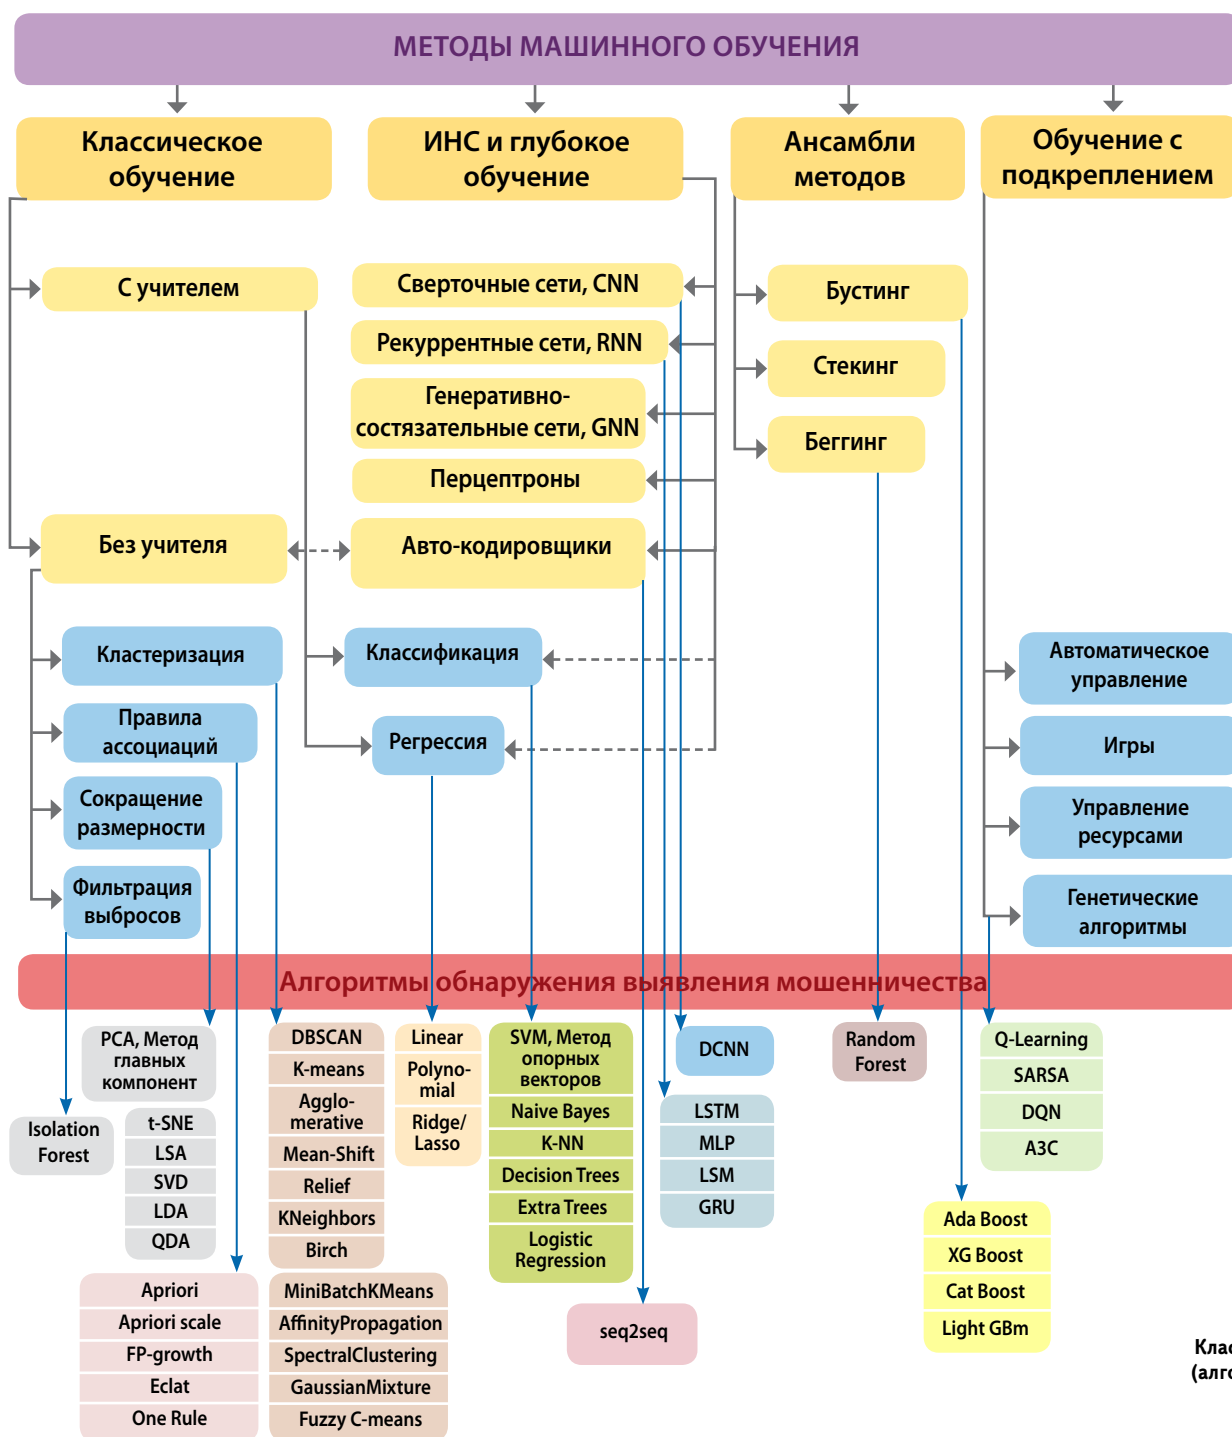 МЕТОДЫ МАШИННОГО ОБУЧЕНИЯ
Классическое
обучение
ИНС и глубокое
обучение
Ансамбли
методов
Обучение с
подкреплением
С учителем
Сверточные сети, CNN
Бустинг
Рекуррентные сети, RNN
Стекинг
Генеративно-
состязательные сети, GNN
Беггинг
Перцептроны
Без учителя
Авто-кодировщики
Кластеризация
Классификация
Автоматическое
управление
Правила
ассоциаций
Регрессия
Игры
Сокращение
размерности
Управление
ресурсами
Фильтрация
выбросов
Генетические
алгоритмы
Алгоритмы обнаружения выявления мошенничества
PCA, Метод
главных
компонент
Isolation
Forest
t-SNE
LSA
SVD
LDA
QDA
Apriori
Apriori scale
FP-growth
Eclat
One Rule
DBSCAN
K-means
Agglo-
merative
Mean-Shift
Relief
KNeighbors
Birch
MiniBatchKMeans
AffinityPropagation
SpectralClustering
GaussianMixture
Fuzzy C-means
Linear
Polyno-
mial
Ridge/
Lasso
SVM, Метод
опорных
векторов
Naive Bayes
K-NN
Decision Trees
Extra Trees
Logistic
Regression
seq2seq
DCNN
LSTM
MLP
LSM
GRU
Random
Forest
Ada Boost
XG Boost
Cat Boost
Light GBm
Q-Learning
SARSA
DQN
A3C
Клас
(алго